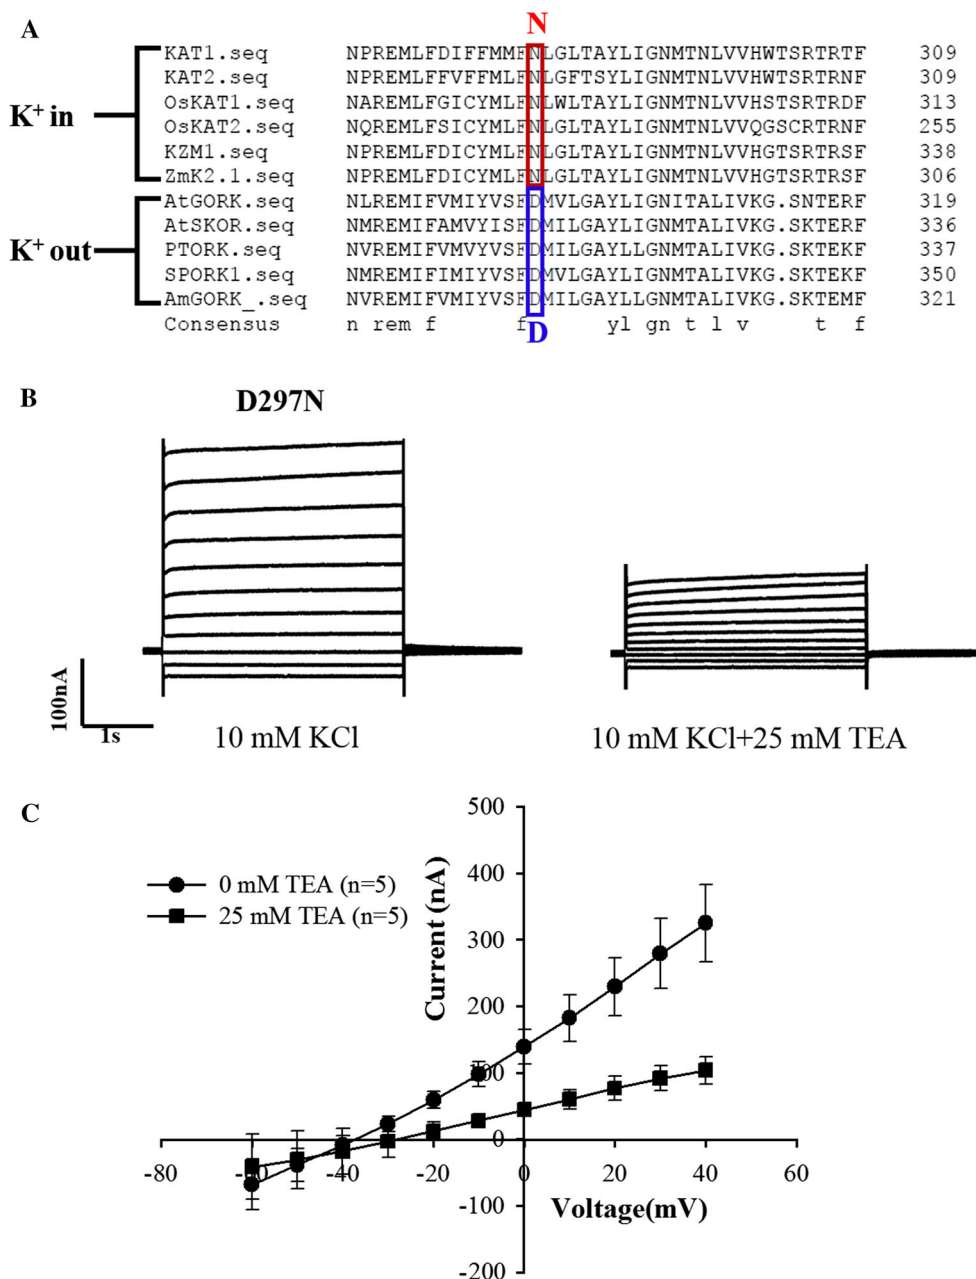 A
N
KAT1.seq NPREMLFDIFFMMFNLGLTAYLIGNMTNLVVHWTSRTRTF 309
KAT2.seq NPREMLFFVFFMLFNLGFTSYLIGNMTNLVVHWTSRTRNF 309
OsKAT1.seq NAREMLFGICYMLFNLWLTAYLIGNMTNLVVHSTSRTRDF 313
K+ in
OsKAT2.seq NQREMLFSICYMLFNLGLTAYLIGNMTNLVVQGSCRTRNF 255
KZM1.seq NPREMLFDICYMLFNLGLTAYLIGNMTNLVVHGTSRTRSF 338
ZmK2.1.seq NPREMLFDICYMLFNLGLTAYLIGNMTNLVVHGTSRTRSF 306
AtGORK.seq NLREMIFVMIYVSFDMVLGAYLIGNITALIVKG.SNTERF 319
AtSKOR.seq NMREMIFAMVYISFDMILGAYLIGNMTALIVKG.SKTERF 336
K+ out
PTORK.seq NVREMIFVMVYVSFDMILGAYLLGNMTALIVKG.SKTEKF 337
SPORK1.seq NMREMIFIMIYVSFDMVLGAYLIGNMTALIVKG.SKTEKF 350
AmGORK_.seq NVREMIFVMIYVSFDMILGAYLLGNMTALIVKG.SKTEMF 321
Consensus n rem f f yl gn t l v t f
D
B
D297N
100nA
1s
10 mM KCl
10 mM KCl+25 mM TEA
C
0 mM TEA (n=5)
25 mM TEA (n=5)
Current (nA)
500
400
300
200
100
0
-100
-200
-80 -60 -40 -20 0 20 40 60
Voltage(mV)